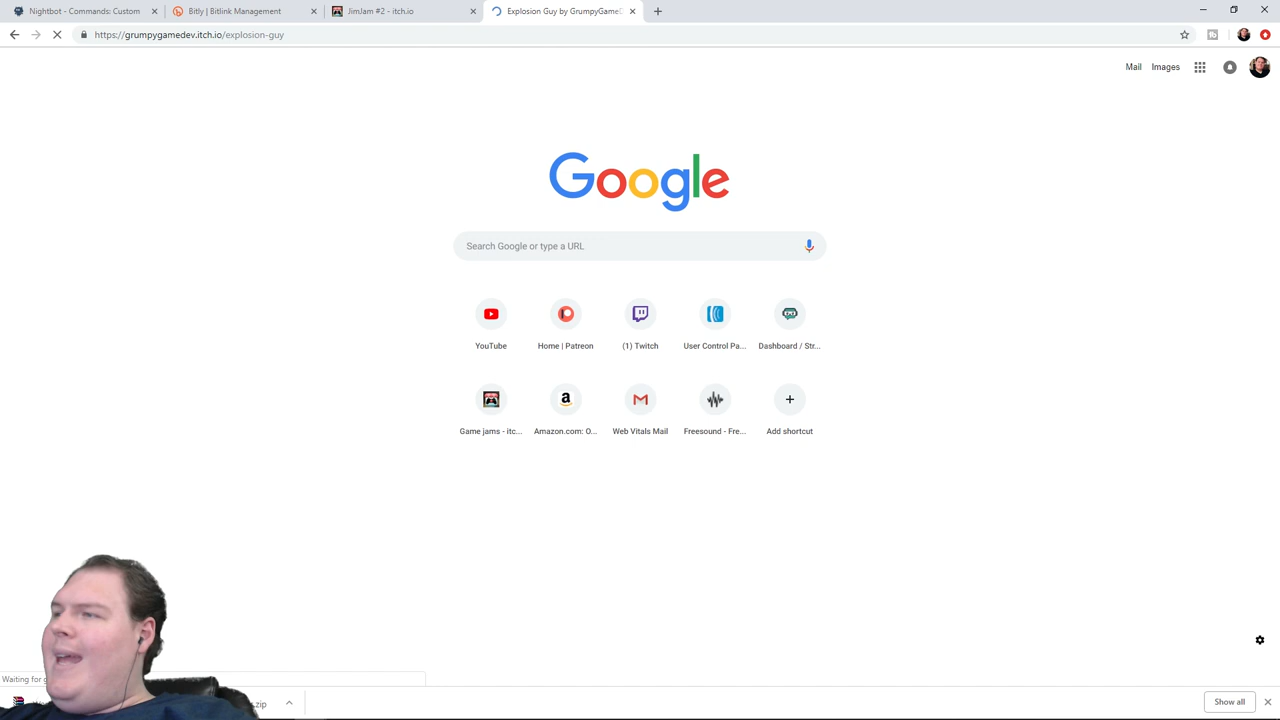 Nightbot - Commands: Custom
Bitly | Bitlink Management
JimJam #2 - itch.io
Explosion Guy by GrumpyGameD
https://grumpygamedev.itch.io/explosion-guy
Mail
Images
Google
Search Google or type a URL
YouTube
Home | Patreon
(1) Twitch
User Control Pa...
Dashboard / Str...
Game jams - itc...
Amazon.com: O...
Web Vitals Mail
Freesound - Fre...
Add shortcut
Waiting for
.zip
Show all